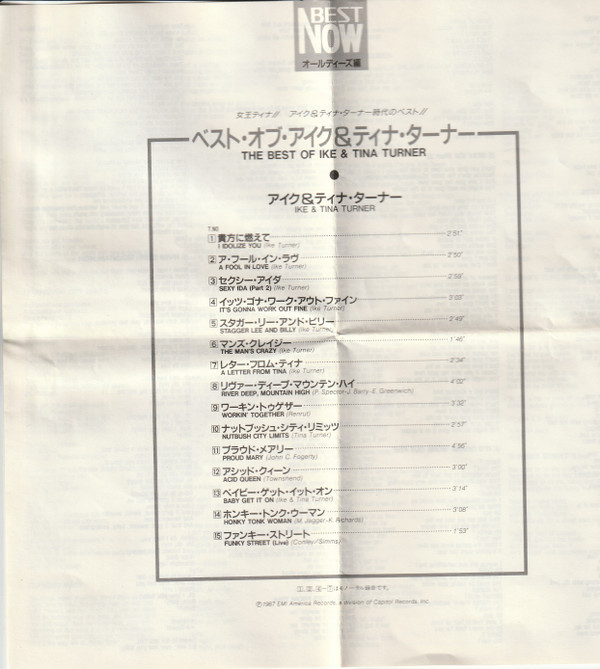 BEST
NOW
オールディーズ編
女王ティナ// アイク&ティナ・ターナー時代のベスト//
ベスト・オブ・アイク&ティナ・ターナー
THE BEST OF IKE & TINA TURNER
アイク&ティナ・ターナー
IKE & TINA TURNER
1 貴方に燃えて 2'51"
I IDOLIZE YOU (Ike Turner)
2 ア・フール・イン・ラヴ 2'50"
A FOOL IN LOVE (Ike Turner)
3 セクシー・アイダ
SEXY IDA (Part 2) (Ike Turner)
4 イッツ・ゴナ・ワーク・アウト・ファイン 3'02"
IT'S GONNA WORK OUT FINE (Ike Turner)
5 スタガー・リー・アンド・ビリー 3'49"
STAGGER LEE AND BILLY (Ike Turner)
6 マンズ・クレイジー 1'46"
THE MAN'S CRAZY (Ike Turner)
7 レター・フロム・ティナ 2'34"
A LETTER FROM TINA (Ike Turner)
8 リヴァー・ディープ・マウンテン・ハイ 4'02"
RIVER DEEP, MOUNTAIN HIGH (P. Spector-J. Barry-E. Greenwich)
9 ワーキン・トゥゲザー 3'32"
WORKIN' TOGETHER (Renrut)
10 ナットブッシュ・シティ・リミッツ 2'57"
NUTBUSH CITY LIMITS (Tina Turner)
11 プラウド・メアリー 4'56"
PROUD MARY (John C. Fogerty)
12 アシッド・クィーン 3'00"
ACID QUEEN (Townshend)
13 ベイビー・ゲット・イット・オン 3'14"
BABY GET IT ON (Ike & Tina Turner)
14 ホンキー・トンク・ウーマン 3'08"
HONKY TONK WOMAN (M. Jagger-K. Richards)
15 ファンキー・ストリート 1'53"
FUNKY STREET (Live) (Conley/Simms)
はモノーラル録音です。
Ⓟ1987 EMI America Records, a division of Capitol Records, Inc.